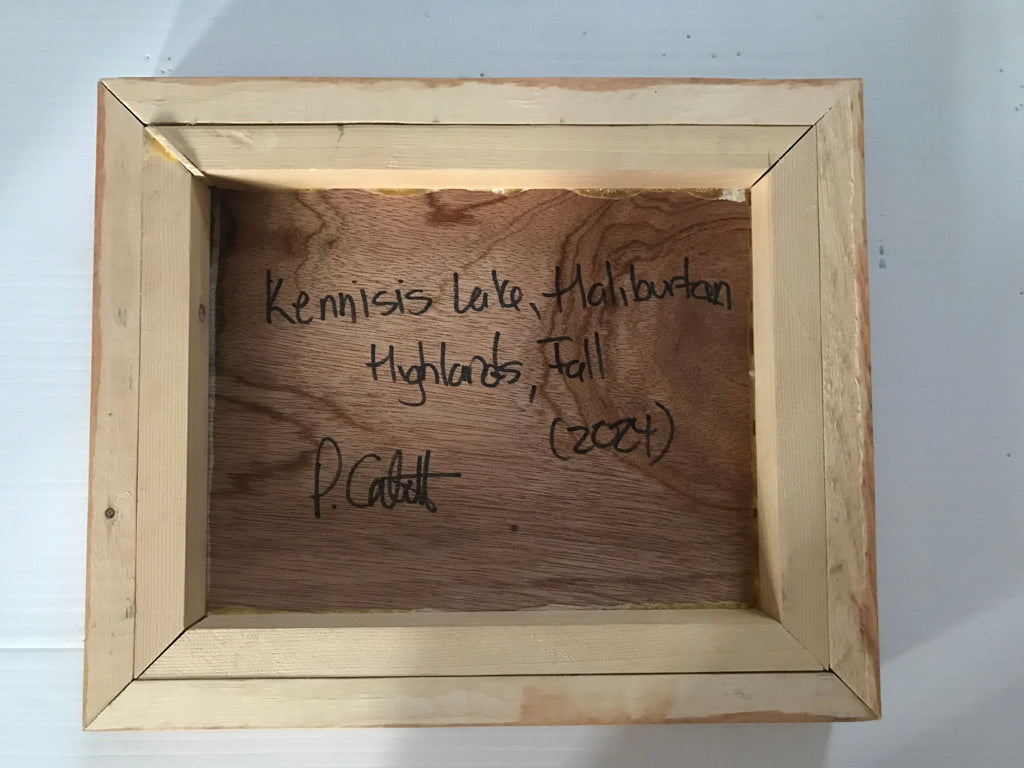 Kennisis Lake, Haliburton
Highlands, Fall
(2024)
P.